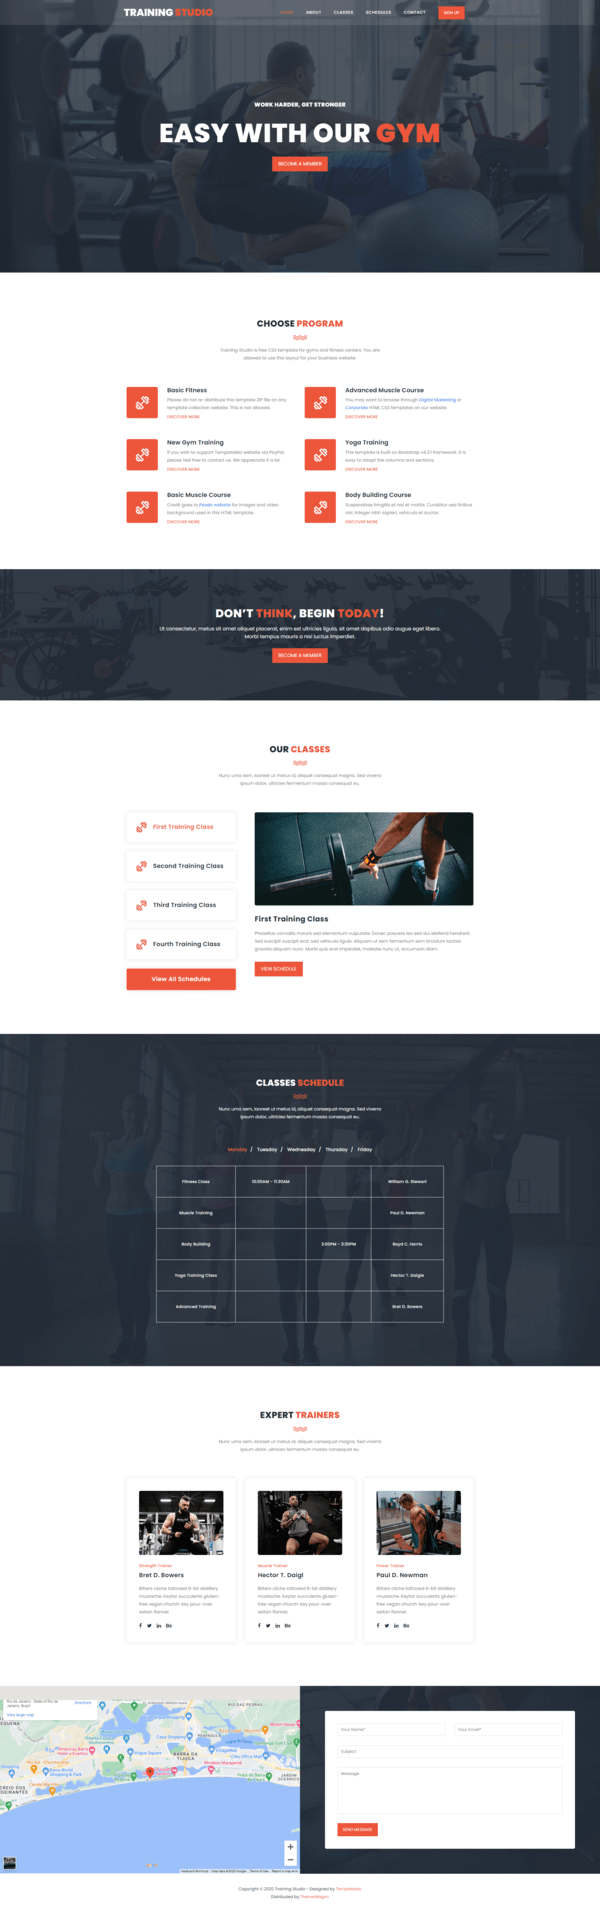 TRAINING STUDIO
HOME ABOUT CLASSES SCHEDULES CONTACT SIGN UP
WORK HARDER, GET STRONGER
EASY WITH OUR GYM
BECOME A MEMBER
CHOOSE PROGRAM
Training Studio is free CSS template for gyms and fitness centers. You are
allowed to use this layout for your business website.
Basic Fitness
Please do not re-distribute this template ZIP file on any
template collection website. This is not allowed.
DISCOVER MORE
Advanced Muscle Course
You may want to browse through Digital Marketing or
Corporate HTML CSS templates on our website.
DISCOVER MORE
New Gym Training
If you wish to support TemplateMo website via PayPal,
please feel free to contact us. We appreciate it a lot.
DISCOVER MORE
Yoga Training
This template is built on Bootstrap v4.3.1 framework. It is
easy to adapt the columns and sections.
DISCOVER MORE
Basic Muscle Course
Credit goes to Pexels website for images and video
background used in this HTML template.
DISCOVER MORE
Body Building Course
Suspendisse fringilla et nisi et mattis. Curabitur sed finibus
nisi. Integer nibh sapien, vehicula et auctor.
DISCOVER MORE
DON'T THINK, BEGIN TODAY!
Ut consectetur, metus sit amet aliquet placerat, enim est ultricies ligula, sit amet dapibus odio augue eget libero.
Morbi tempus mauris a nisi luctus imperdiet.
BECOME A MEMBER
OUR CLASSES
Nunc urna sem, laoreet ut metus id, aliquet consequat magna. Sed viverra
ipsum dolor, ultricies fermentum massa consequat eu.
First Training Class
Second Training Class
Third Training Class
Fourth Training Class
View All Schedules
First Training Class
Phasellus convallis mauris sed elementum vulputate. Donec posuere leo sed dui eleifend hendrerit.
Sed suscipit suscipit erat, sed vehicula ligula. Aliquam ut sem fermentum sem tincidunt lacinia
gravida aliquam nunc. Morbi quis erat imperdiet, molestie nunc ut, accumsan diam.
VIEW SCHEDULE
CLASSES SCHEDULE
Nunc urna sem, laoreet ut metus id, aliquet consequat magna. Sed viverra
ipsum dolor, ultricies fermentum massa consequat eu.
Monday / Tuesday / Wednesday / Thursday / Friday
Fitness Class 10:00AM - 11:30AM William G. Stewart
Muscle Training Paul D. Newman
Body Building 2:00PM - 3:30PM Boyd C. Harris
Yoga Training Class Hector T. Daigle
Advanced Training Bret D. Bowers
EXPERT TRAINERS
Nunc urna sem, laoreet ut metus id, aliquet consequat magna. Sed viverra
ipsum dolor, ultricies fermentum massa consequat eu.
Strength Trainer
Bret D. Bowers
Bitters cliche tattooed 8-bit distillery
mustache. Keytar succulents gluten-
free vegan church-key pour-over
seitan flannel.
Muscle Trainer
Hector T. Daigl
Bitters cliche tattooed 8-bit distillery
mustache. Keytar succulents gluten-
free vegan church-key pour-over
seitan flannel.
Power Trainer
Paul D. Newman
Bitters cliche tattooed 8-bit distillery
mustache. Keytar succulents gluten-
free vegan church-key pour-over
seitan flannel.
Rio de Janeiro - State of Rio de
Janeiro, Brazil
Directions
View larger map
RIO DAS PEDRAS
Vogue Square
VillageMall
BARRA DA
TIJUCA
JARDIM
OCEÂNICO
Your Name*
Your Email*
Subject
Message
SEND MESSAGE
Copyright © 2020 Training Studio - Designed by TemplateMo
Distributed by ThemeWagon